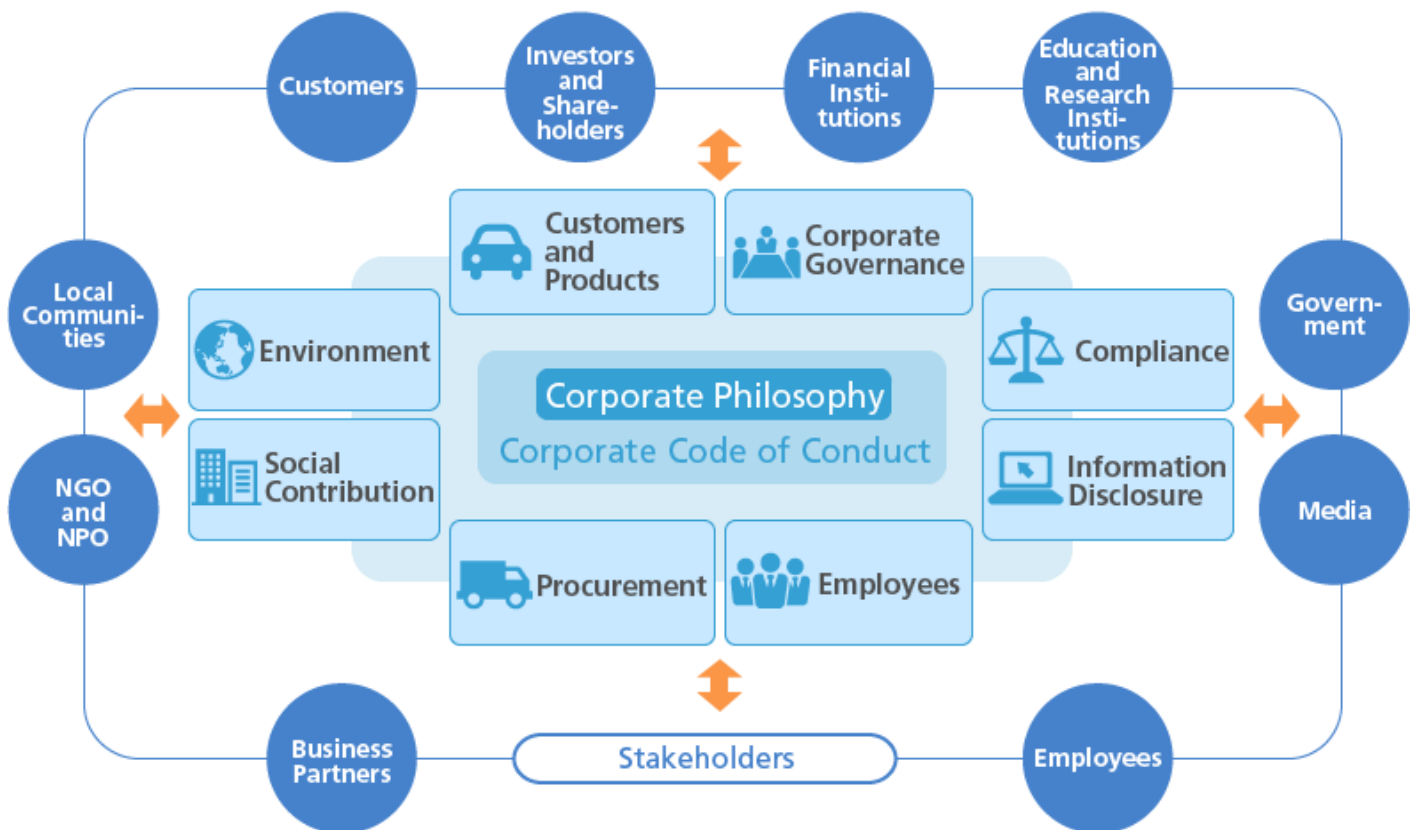 Customers
Investors
and
Share-
holders
Financial
Insti-
tutions
Education
and
Research
Insti-
tutions
Customers
and
Products
Corporate
Governance
Local
Communi-
ties
Govern-
ment
Environment
Compliance
Corporate Philosophy
Corporate Code of Conduct
Social
Contribution
Information
Disclosure
NGO
and
NPO
Media
Procurement
Employees
Business
Partners
Stakeholders
Employees